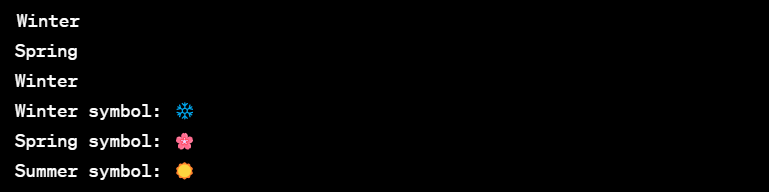 Winter
Spring
Winter
Winter symbol: ❄
Spring symbol: 🌸
Summer symbol: ☀